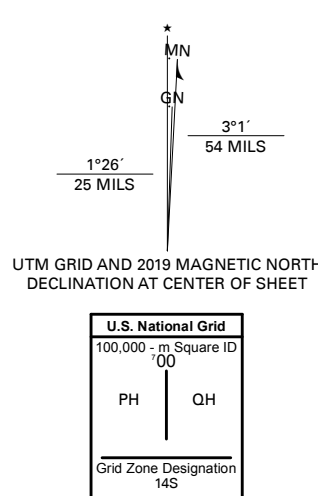 ★
MN
GN
3°1´
54 MILS
1°26´
25 MILS
UTM GRID AND 2019 MAGNETIC NORTH
DECLINATION AT CENTER OF SHEET
U.S. National Grid
100,000 - m Square ID
⁷00
PH QH
Grid Zone Designation
14S